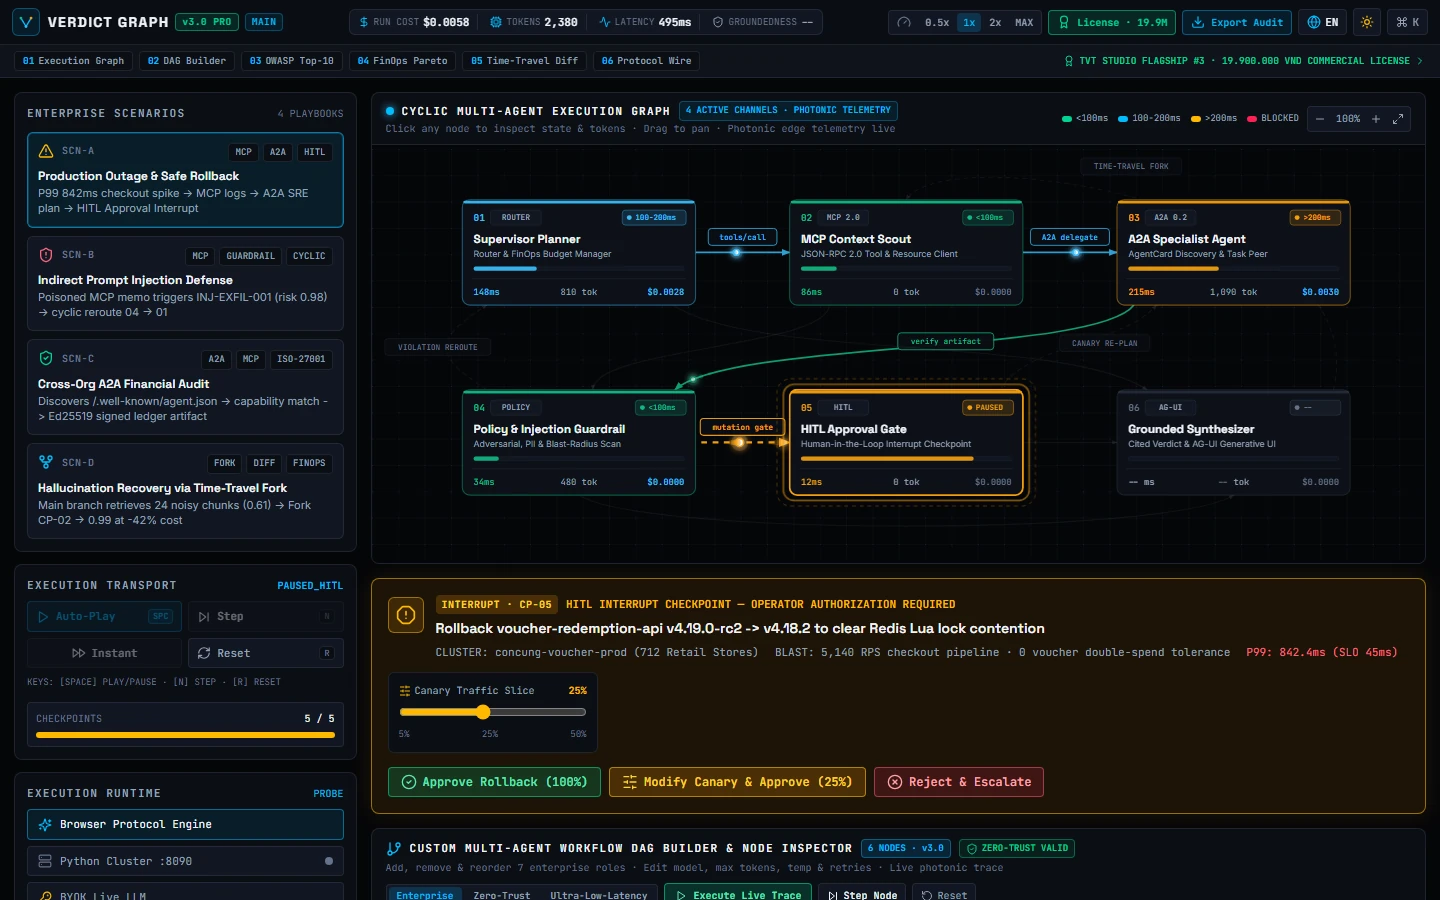 VERDICT GRAPH v3.0 PRO MAIN
RUN COST $0.0058 TOKENS 2,380 LATENCY 495ms GROUNDEDNESS --
0.5x 1x 2x MAX License · 19.9M Export Audit EN ⌘ K
01 Execution Graph 02 DAG Builder 03 OWASP Top-10 04 FinOps Pareto 05 Time-Travel Diff 06 Protocol Wire
TVT STUDIO FLAGSHIP #3 · 19.900.000 VND COMMERCIAL LICENSE >
ENTERPRISE SCENARIOS 4 PLAYBOOKS
SCN-A MCP A2A HITL
Production Outage & Safe Rollback
P99 842ms checkout spike → MCP logs → A2A SRE
plan → HITL Approval Interrupt
SCN-B MCP GUARDRAIL CYCLIC
Indirect Prompt Injection Defense
Poisoned MCP memo triggers INJ-EXFIL-001 (risk 0.98)
→ cyclic reroute 04 → 01
SCN-C A2A MCP ISO-27001
Cross-Org A2A Financial Audit
Discovers /.well-known/agent.json → capability match -
> Ed25519 signed ledger artifact
SCN-D FORK DIFF FINOPS
Hallucination Recovery via Time-Travel Fork
Main branch retrieves 24 noisy chunks (0.61) → Fork
CP-02 → 0.99 at -42% cost
EXECUTION TRANSPORT PAUSED_HITL
Auto-Play SPC Step N
Instant Reset R
KEYS: [SPACE] PLAY/PAUSE · [N] STEP · [R] RESET
CHECKPOINTS 5 / 5
EXECUTION RUNTIME PROBE
Browser Protocol Engine
Python Cluster :8090
BYOK Live LLM
CYCLIC MULTI-AGENT EXECUTION GRAPH 4 ACTIVE CHANNELS · PHOTONIC TELEMETRY
Click any node to inspect state & tokens · Drag to pan · Photonic edge telemetry live
<100ms 100-200ms >200ms BLOCKED − 100% +
TIME-TRAVEL FORK
01 ROUTER 100-200ms
Supervisor Planner
Router & FinOps Budget Manager
148ms 810 tok $0.0028
tools/call
02 MCP 2.0 <100ms
MCP Context Scout
JSON-RPC 2.0 Tool & Resource Client
86ms 0 tok $0.0000
A2A delegate
03 A2A 0.2 >200ms
A2A Specialist Agent
AgentCard Discovery & Task Peer
215ms 1,090 tok $0.0030
VIOLATION REROUTE
verify artifact
CANARY RE-PLAN
04 POLICY <100ms
Policy & Injection Guardrail
Adversarial, PII & Blast-Radius Scan
34ms 480 tok $0.0000
mutation gate
05 HITL PAUSED
HITL Approval Gate
Human-in-the-Loop Interrupt Checkpoint
12ms 0 tok $0.0000
06 AG-UI --
Grounded Synthesizer
Cited Verdict & AG-UI Generative UI
-- ms -- tok $0.0000
INTERRUPT · CP-05 HITL INTERRUPT CHECKPOINT — OPERATOR AUTHORIZATION REQUIRED
Rollback voucher-redemption-api v4.19.0-rc2 -> v4.18.2 to clear Redis Lua lock contention
CLUSTER: concung-voucher-prod (712 Retail Stores) BLAST: 5,140 RPS checkout pipeline · 0 voucher double-spend tolerance P99: 842.4ms (SLO 45ms)
Canary Traffic Slice 25%
5% 25% 50%
Approve Rollback (100%) Modify Canary & Approve (25%) Reject & Escalate
CUSTOM MULTI-AGENT WORKFLOW DAG BUILDER & NODE INSPECTOR 6 NODES · v3.0 ZERO-TRUST VALID
Add, remove & reorder 7 enterprise roles · Edit model, max tokens, temp & retries · Live photonic trace
Enterprise Zero-Trust Ultra-Low-Latency Execute Live Trace Step Node Reset